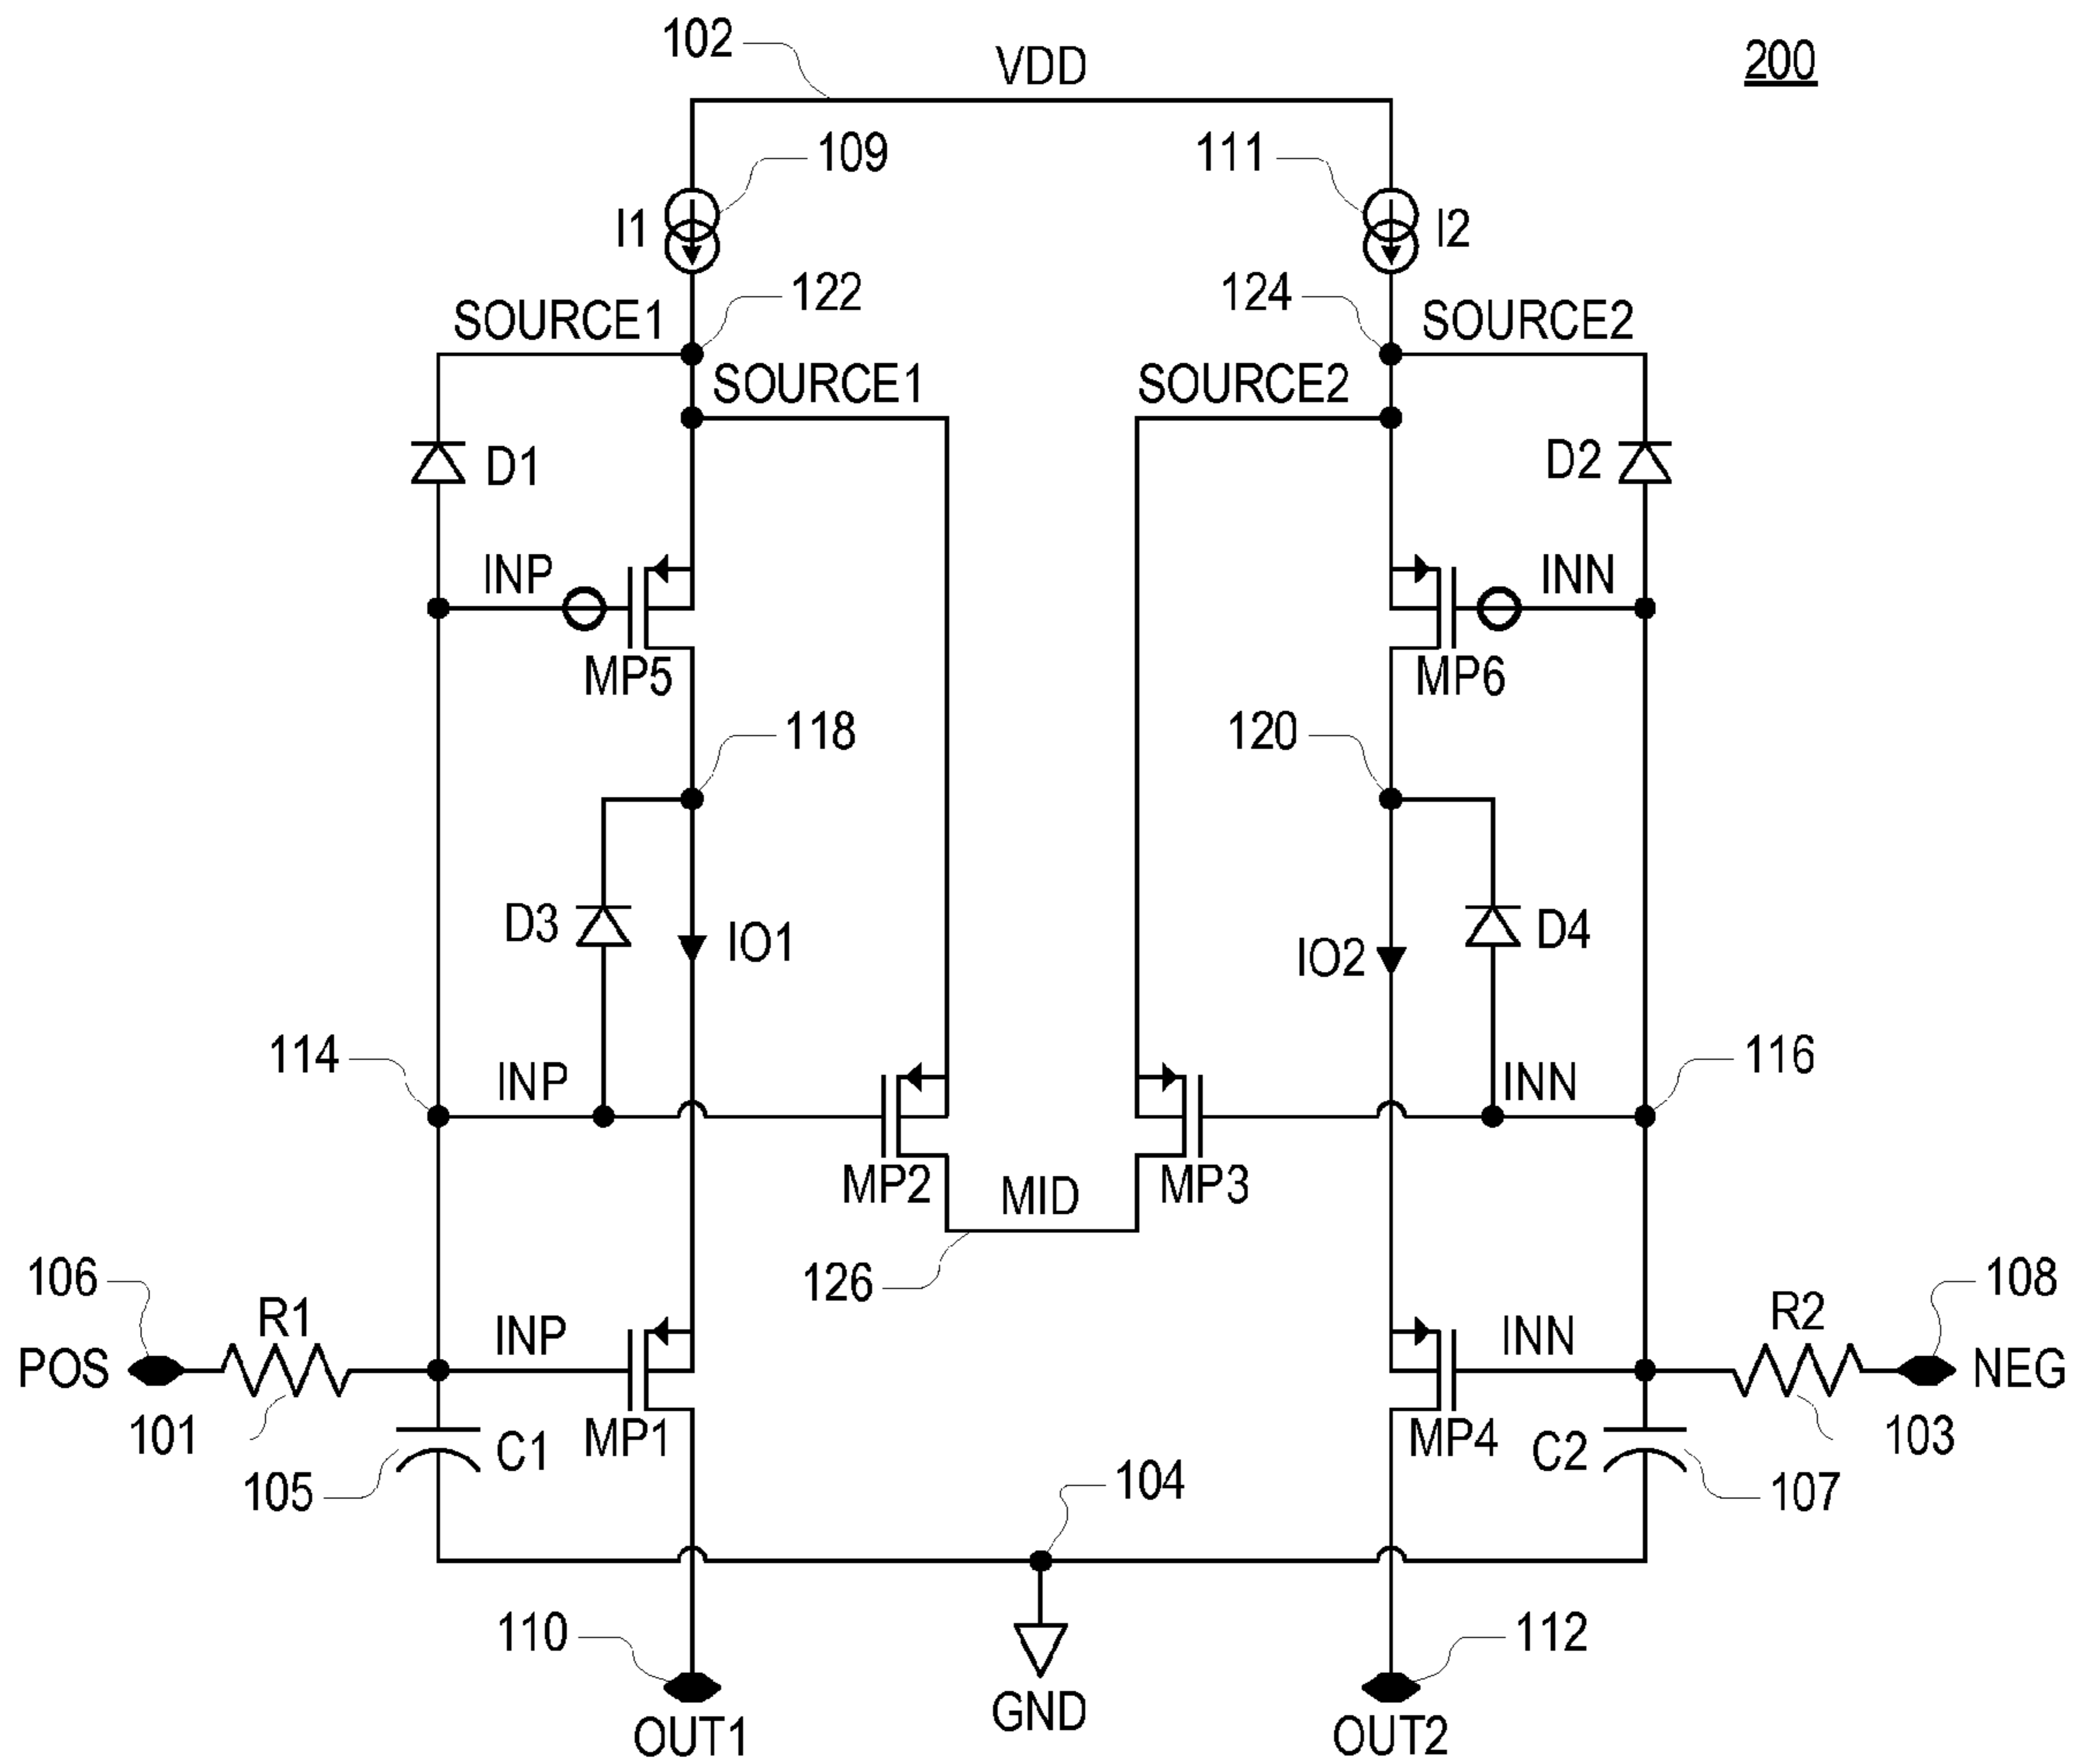 102
VDD
200
109
111
I1
I2
122
124
SOURCE1
SOURCE2
SOURCE1
SOURCE2
D1
D2
INP
INN
MP5
MP6
118
120
D3
IO1
IO2
D4
114
INP
INN
116
MP2
MID
MP3
106
126
108
R1
INP
INN
R2
POS
NEG
101
MP1
MP4
103
105
C1
104
C2
107
110
112
GND
OUT1
OUT2